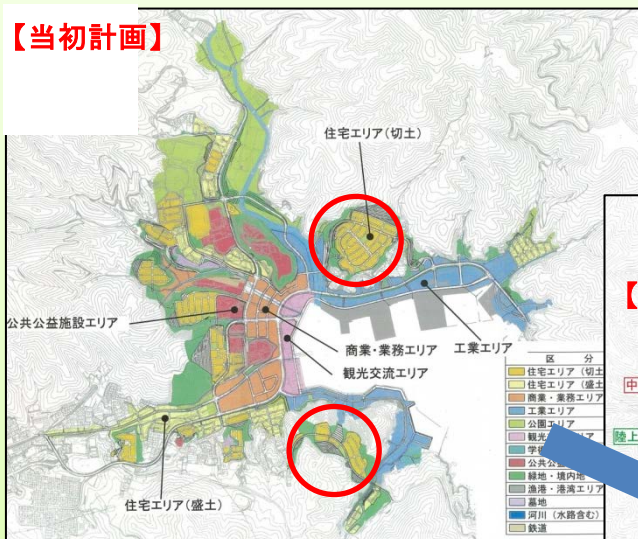 【当初計画】
住宅エリア(切土)
公共公益施設エリア
商業・業務エリア
観光交流エリア
工業エリア
住宅エリア(盛土)
区 分
住宅エリア(切土
住宅エリア(盛土
商業・業務エリア
工業エリア
公園エリア
観光
リア
公共公益
緑地・境内地
漁港・港湾エリア
墓地
河川(水路含む)
鉄道
【
中
陸上